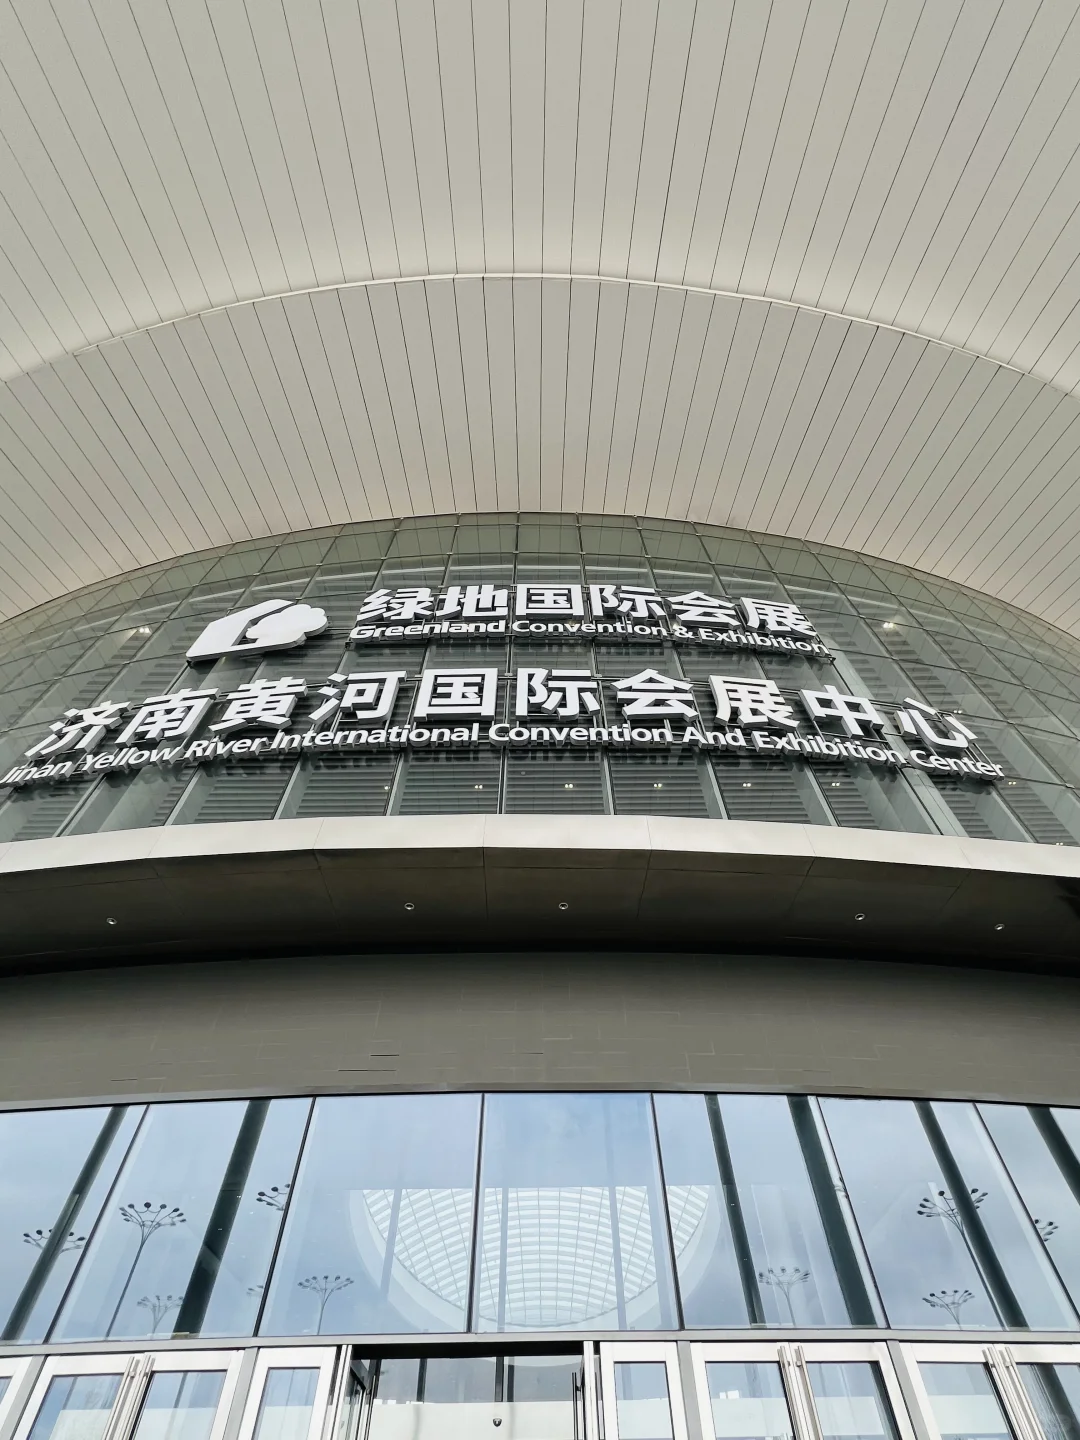 绿地国际会展
Greenland Convention & Exhibition
济南黄河国际会展中心
Jinan Yellow River International Convention And Exhibition Center